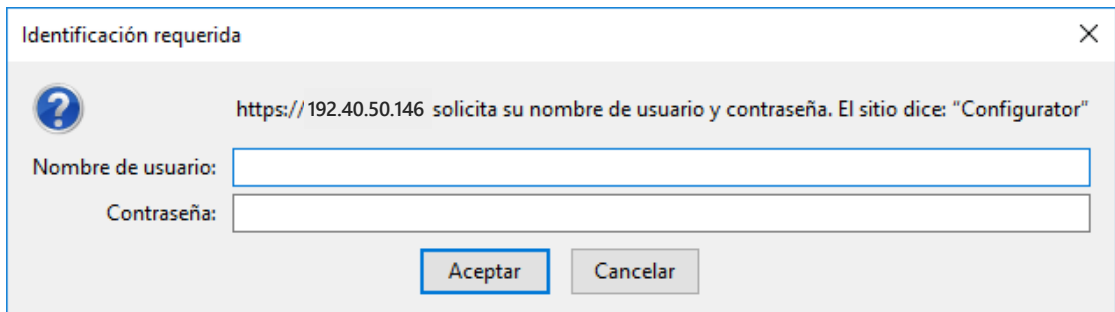 Identificación requerida
https://192.40.50.146 solicita su nombre de usuario y contraseña. El sitio dice: “Configurator”
Nombre de usuario:
Contraseña:
Aceptar Cancelar